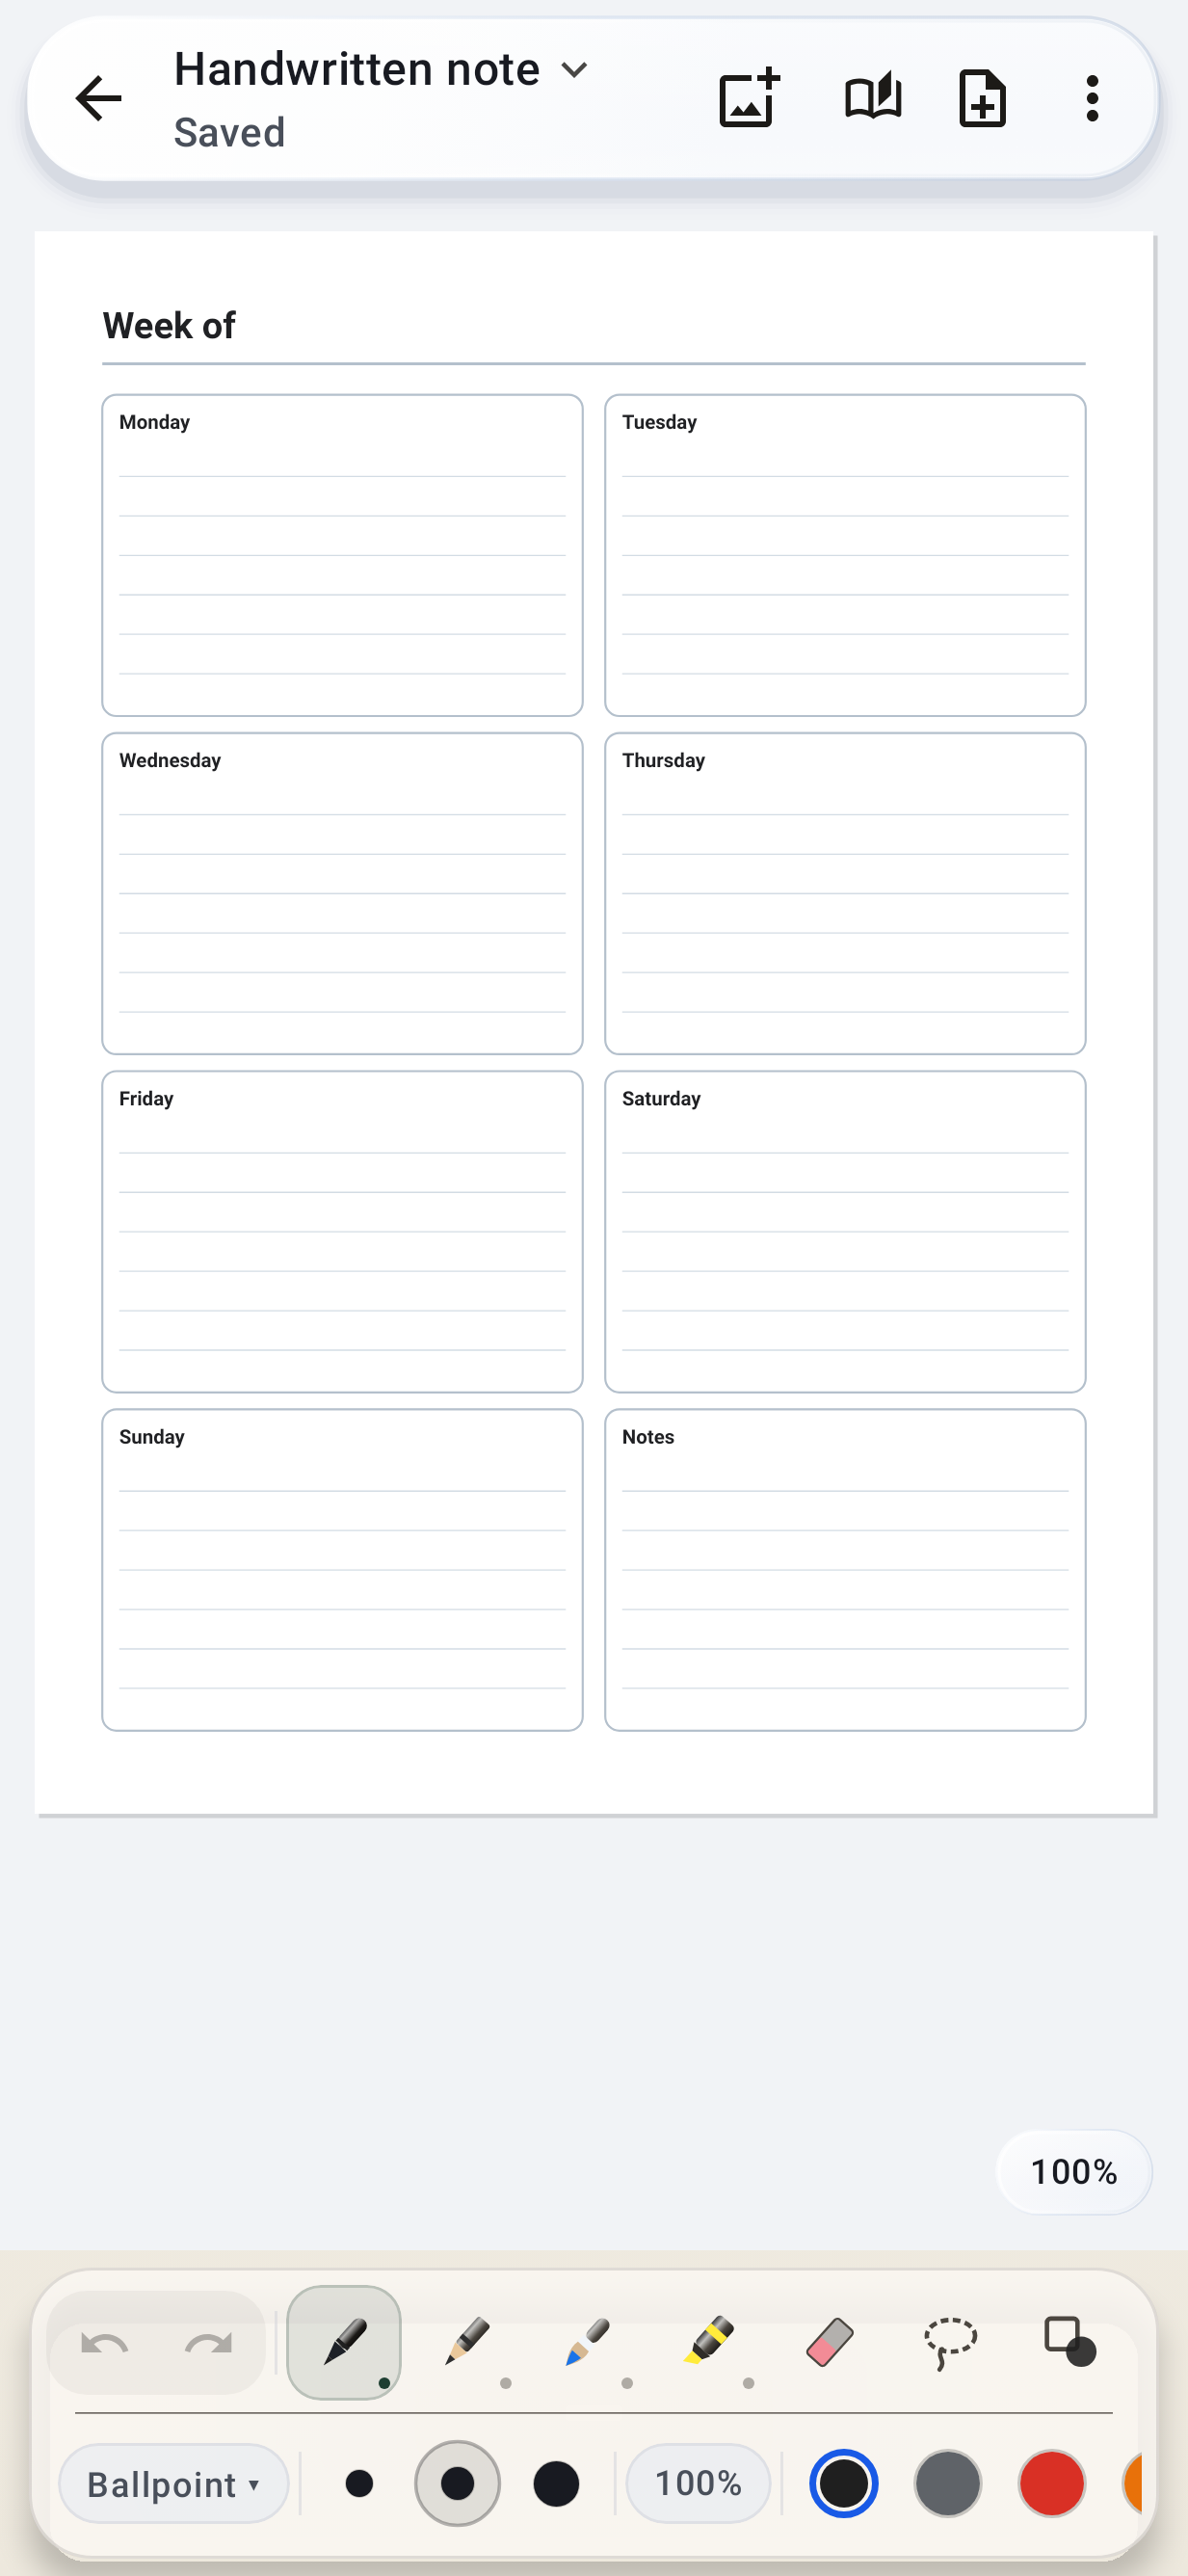 Handwritten note
Saved
Week of
Monday
Tuesday
Wednesday
Thursday
Friday
Saturday
Sunday
Notes
100%
Ballpoint
100%